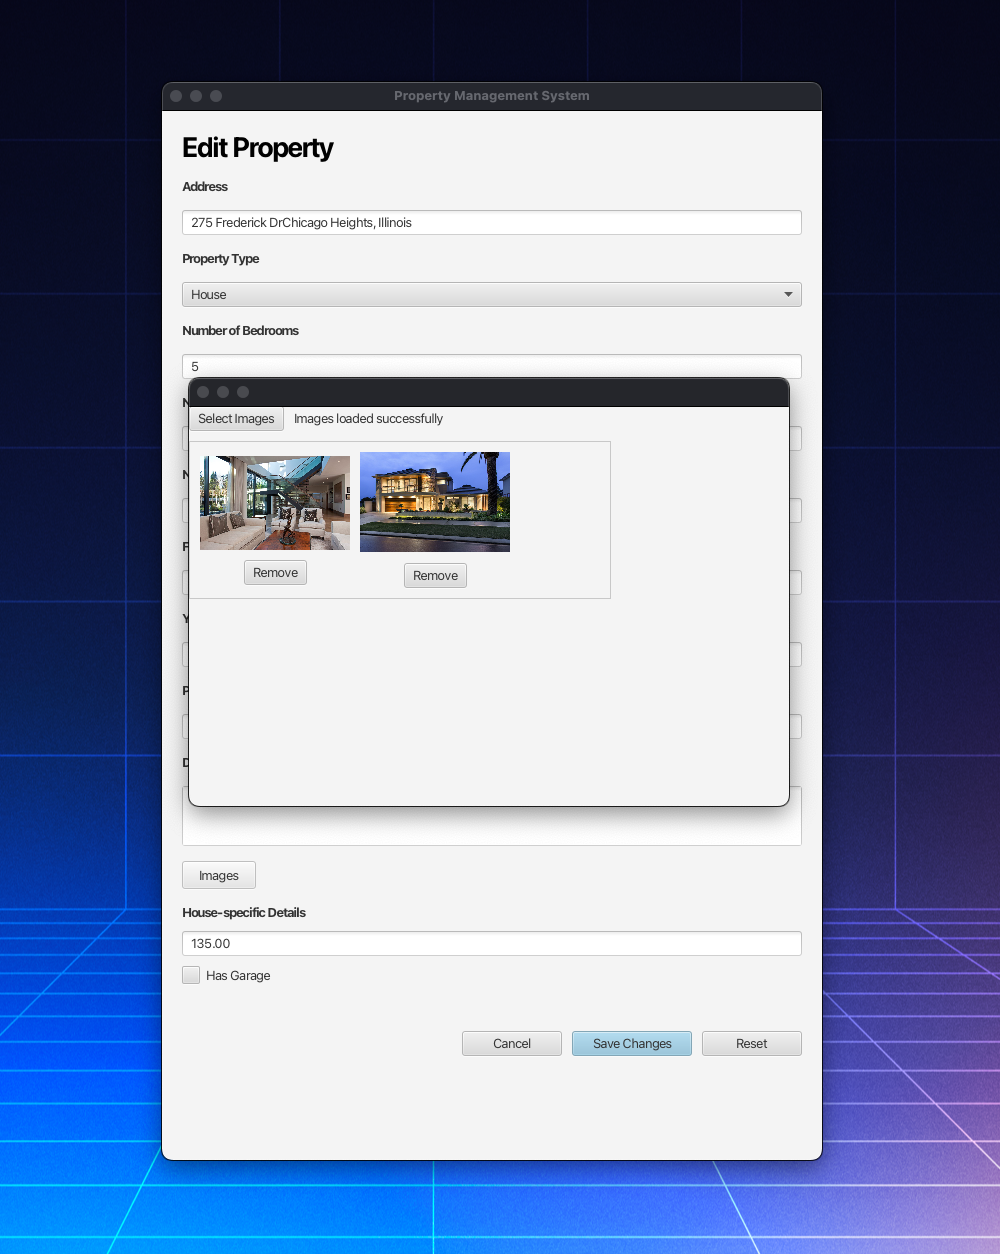 Property Management System
Edit Property
Address
275 Frederick DrChicago Heights, Illinois
Property Type
House
Number of Bedrooms
5
Select Images
Images loaded successfully
Remove
Remove
Images
House-specific Details
135.00
Has Garage
Cancel
Save Changes
Reset